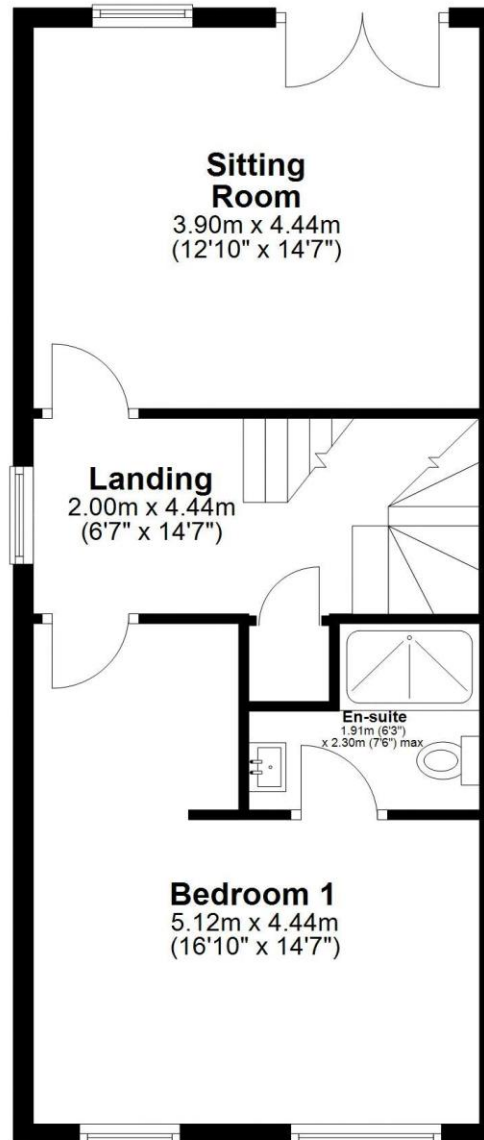 Sitting
Room
3.90m x 4.44m
(12'10" x 14'7")
Landing
2.00m x 4.44m
(6'7" x 14'7")
En-suite
1.91m (6'3")
x 2.30m (7'6") max
Bedroom 1
5.12m x 4.44m
(16'10" x 14'7")